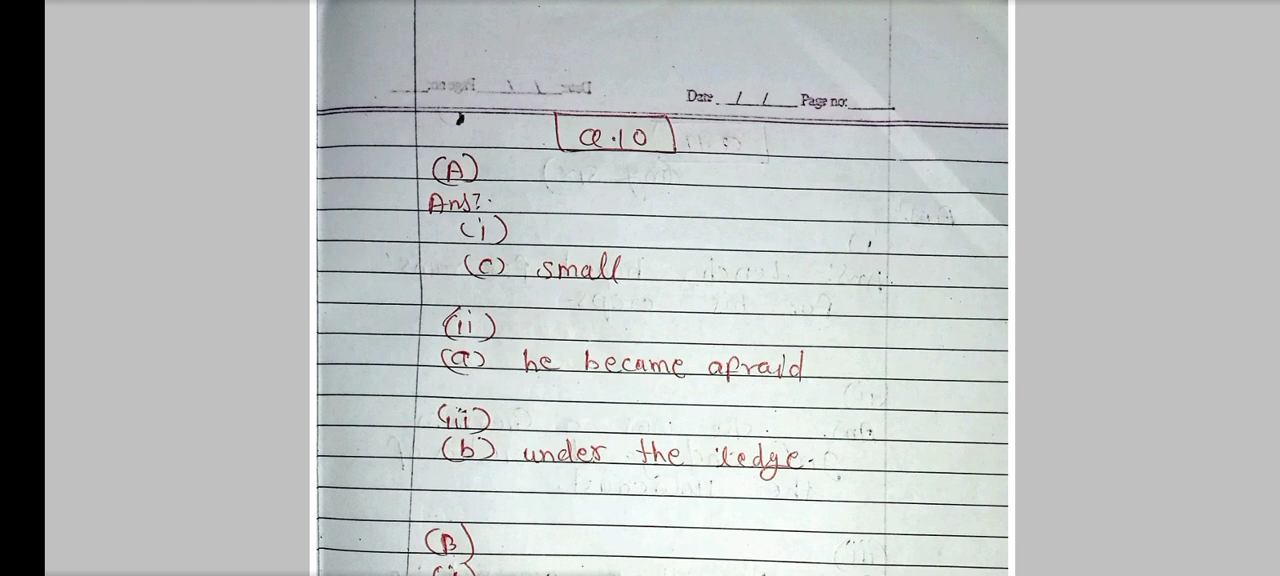 Date / / Page no:
Q.10
(A)
Ans:
(i)
(c) small
(ii)
(a) he became afraid
(iii)
(b) under the ledge.
(B)
(i)